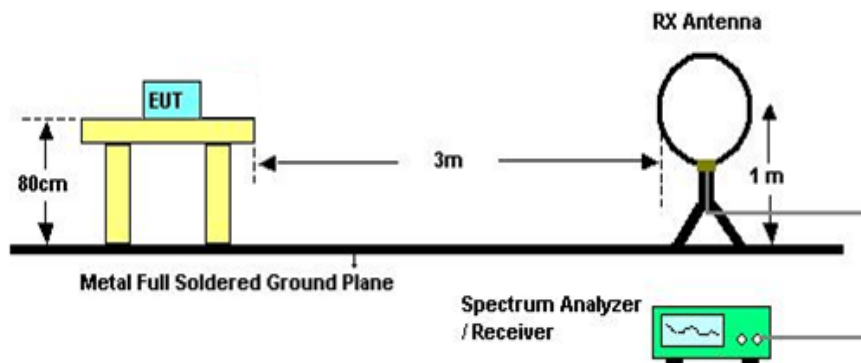 RX Antenna
EUT
3m
80cm
1 m
Metal Full Soldered Ground Plane
Spectrum Analyzer
/ Receiver